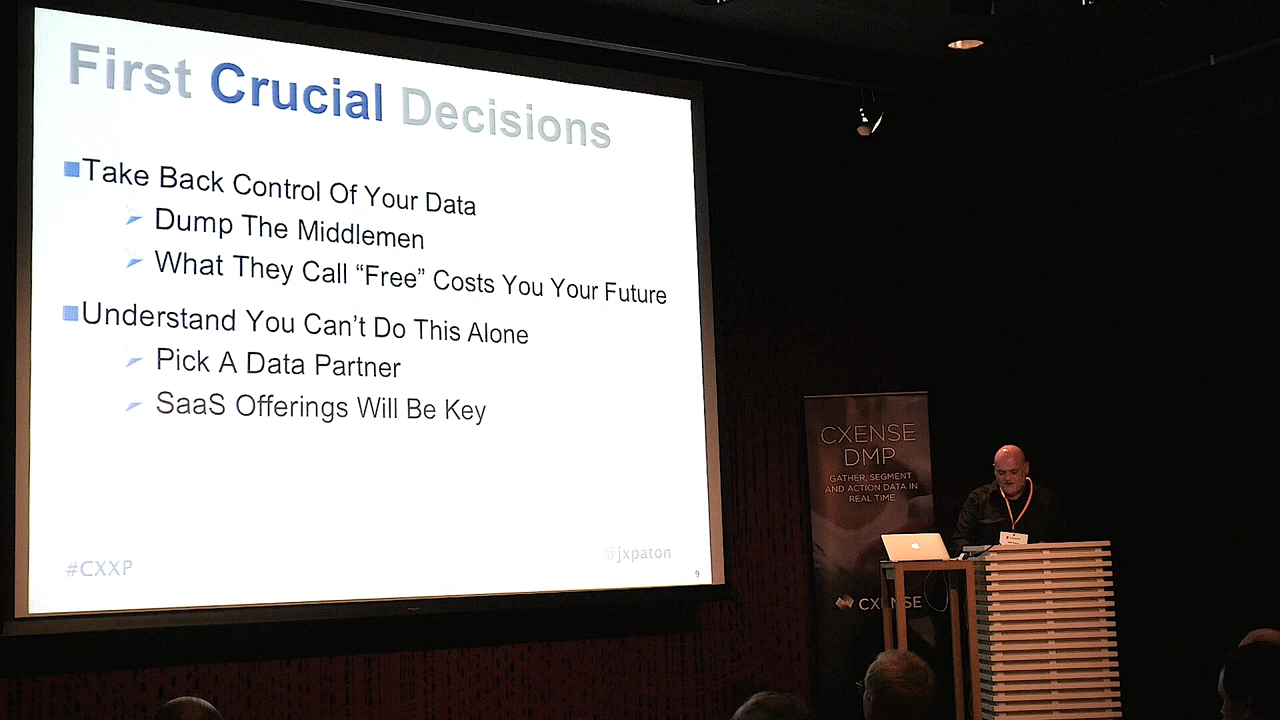 First Crucial Decisions
Take Back Control Of Your Data
Dump The Middlemen
What They Call “Free” Costs You Your Future
Understand You Can’t Do This Alone
Pick A Data Partner
SaaS Offerings Will Be Key
#CXXP
@jxpaton
9
CXENSE
DMP
GATHER, SEGMENT
AND ACTION DATA IN
REAL TIME
CXENSE